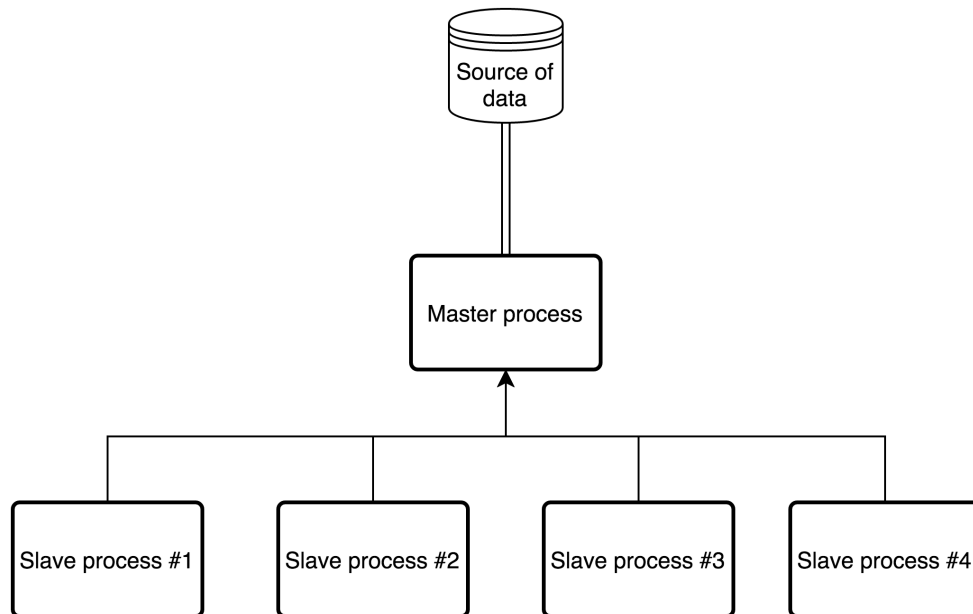 Source of
data
Master process
Slave process #1
Slave process #2
Slave process #3
Slave process #4